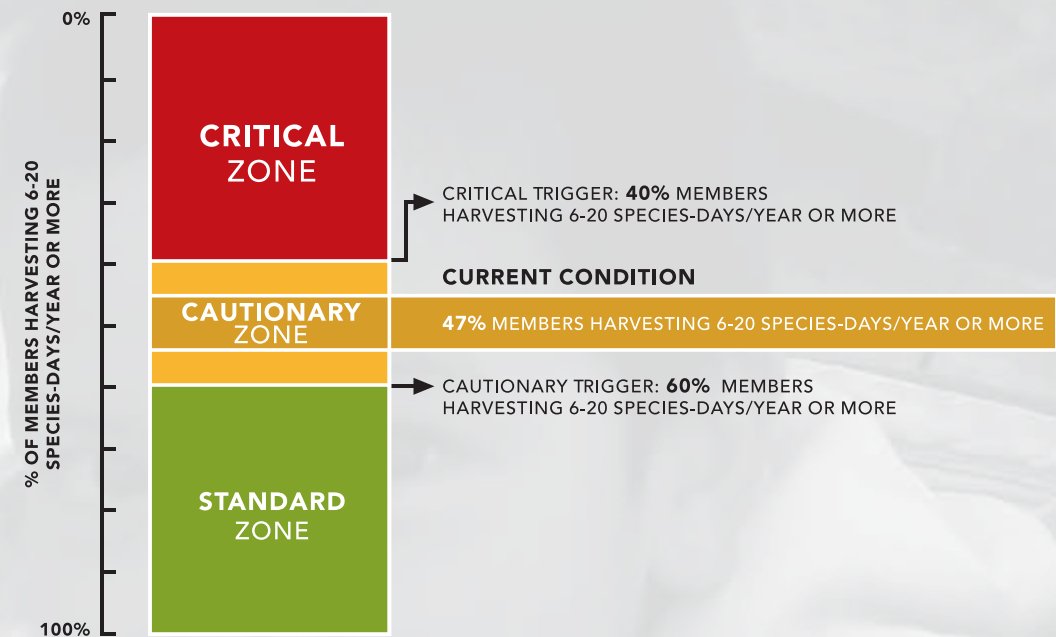 0%
% OF MEMBERS HARVESTING 6-20
SPECIES-DAYS/YEAR OR MORE
100%
CRITICAL
ZONE
CRITICAL TRIGGER: 40% MEMBERS
HARVESTING 6-20 SPECIES-DAYS/YEAR OR MORE
CURRENT CONDITION
CAUTIONARY
ZONE
47% MEMBERS HARVESTING 6-20 SPECIES-DAYS/YEAR OR MORE
CAUTIONARY TRIGGER: 60% MEMBERS
HARVESTING 6-20 SPECIES-DAYS/YEAR OR MORE
STANDARD
ZONE